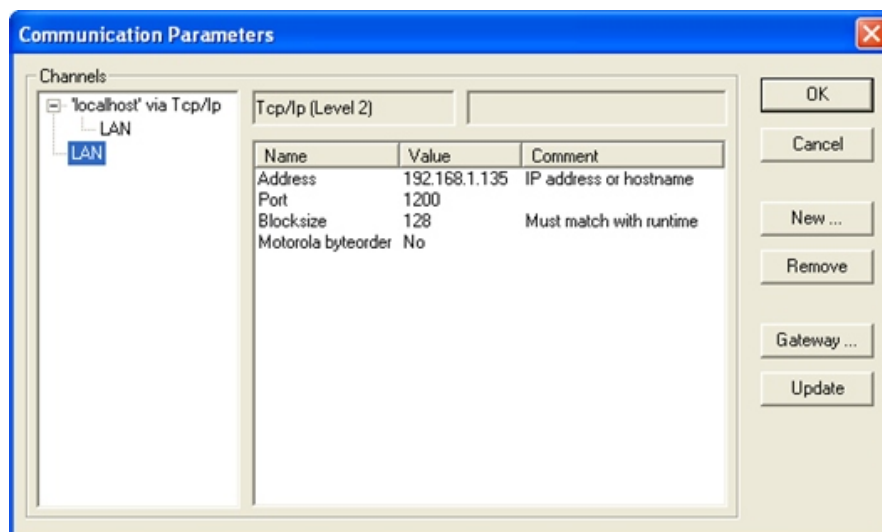 Communication Parameters
Channels
'localhost' via Tcp/Ip
LAN
LAN
Tcp/Ip (Level 2)
Name Value Comment
Address 192.168.1.135 IP address or hostname
Port 1200
Blocksize 128 Must match with runtime
Motorola byteorder No
OK
Cancel
New ...
Remove
Gateway ...
Update